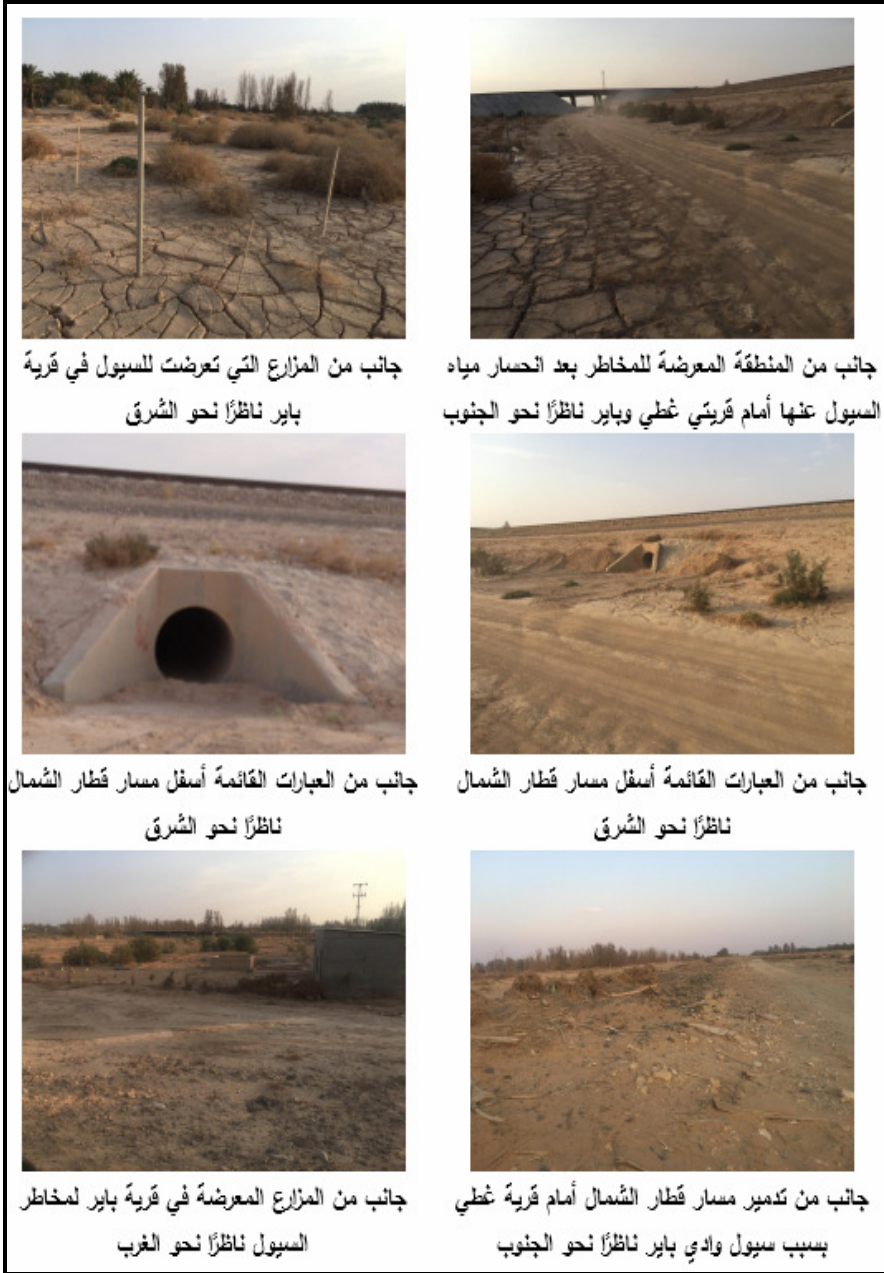 جانب من المنطقة المعرضة للمخاطر بعد انحسار مياه
السيول عنها أمام قريتي غطي وباير ناظرًا نحو الجنوب
جانب من المزارع التي تعرضت للسيول في قرية
باير ناظرًا نحو الشرق
جانب من العبارات القائمة أسفل مسار قطار الشمال
ناظرًا نحو الشرق
جانب من العبارات القائمة أسفل مسار قطار الشمال
ناظرًا نحو الشرق
جانب من تدمير مسار قطار الشمال أمام قرية غطي
بسبب سيول وادي باير ناظرًا نحو الجنوب
جانب من المزارع المعرضة في قرية باير لمخاطر
السيول ناظرًا نحو الغرب